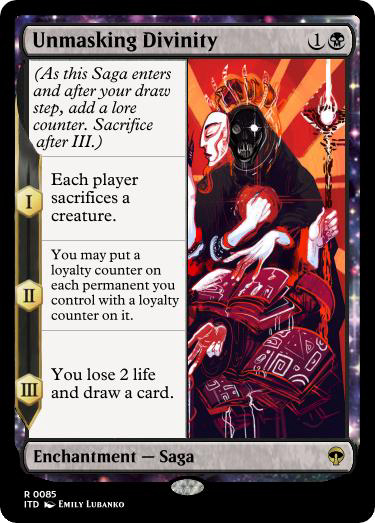 Unmasking Divinity 1
(As this Saga enters
and after your draw
step, add a lore
counter. Sacrifice
after III.)
I
Each player
sacrifices a
creature.
II
You may put a
loyalty counter on
each permanent you
control with a loyalty
counter on it.
III
You lose 2 life
and draw a card.
Enchantment — Saga
R 0085
ITD EMILY LUBANKO